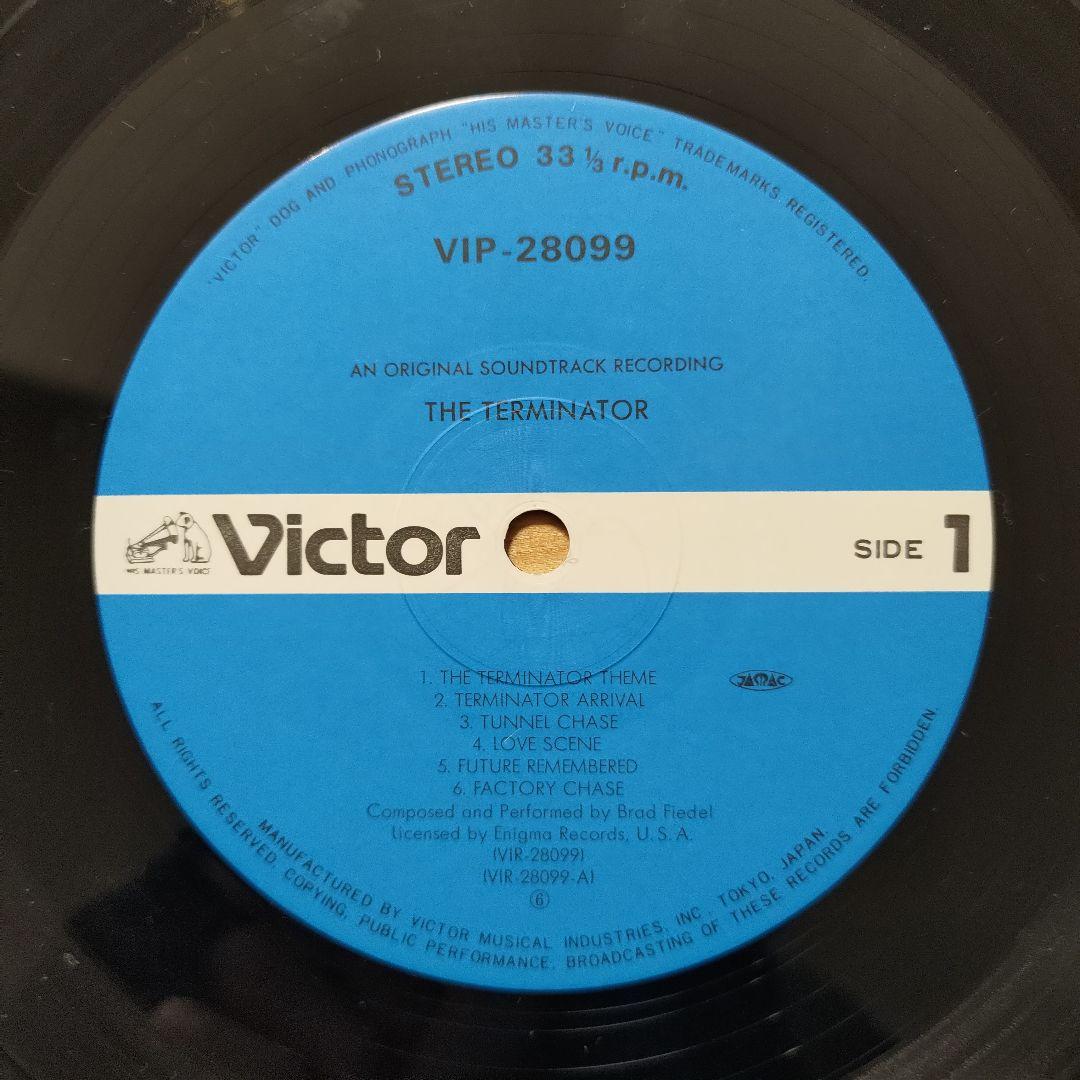 "VICTOR" DOG AND PHONOGRAPH "HIS MASTER'S VOICE" TRADEMARKS REGISTERED.
STEREO 33 ⅓ r.p.m.
VIP-28099
AN ORIGINAL SOUNDTRACK RECORDING
THE TERMINATOR
HIS MASTER'S VOICE
Victor
SIDE 1
1. THE TERMINATOR THEME
JASRAC
2. TERMINATOR ARRIVAL
3. TUNNEL CHASE
4. LOVE SCENE
5. FUTURE REMEMBERED
6. FACTORY CHASE
Composed and Performed by Brad Fiedel
Licensed by Enigma Records, U.S.A.
(VIR-28099)
(VIR-28099-A)
⑥
MANUFACTURED BY VICTOR MUSICAL INDUSTRIES, INC., TOKYO, JAPAN.
ALL RIGHTS RESERVED. COPYING, PUBLIC PERFORMANCE, BROADCASTING OF THESE RECORDS ARE FORBIDDEN.